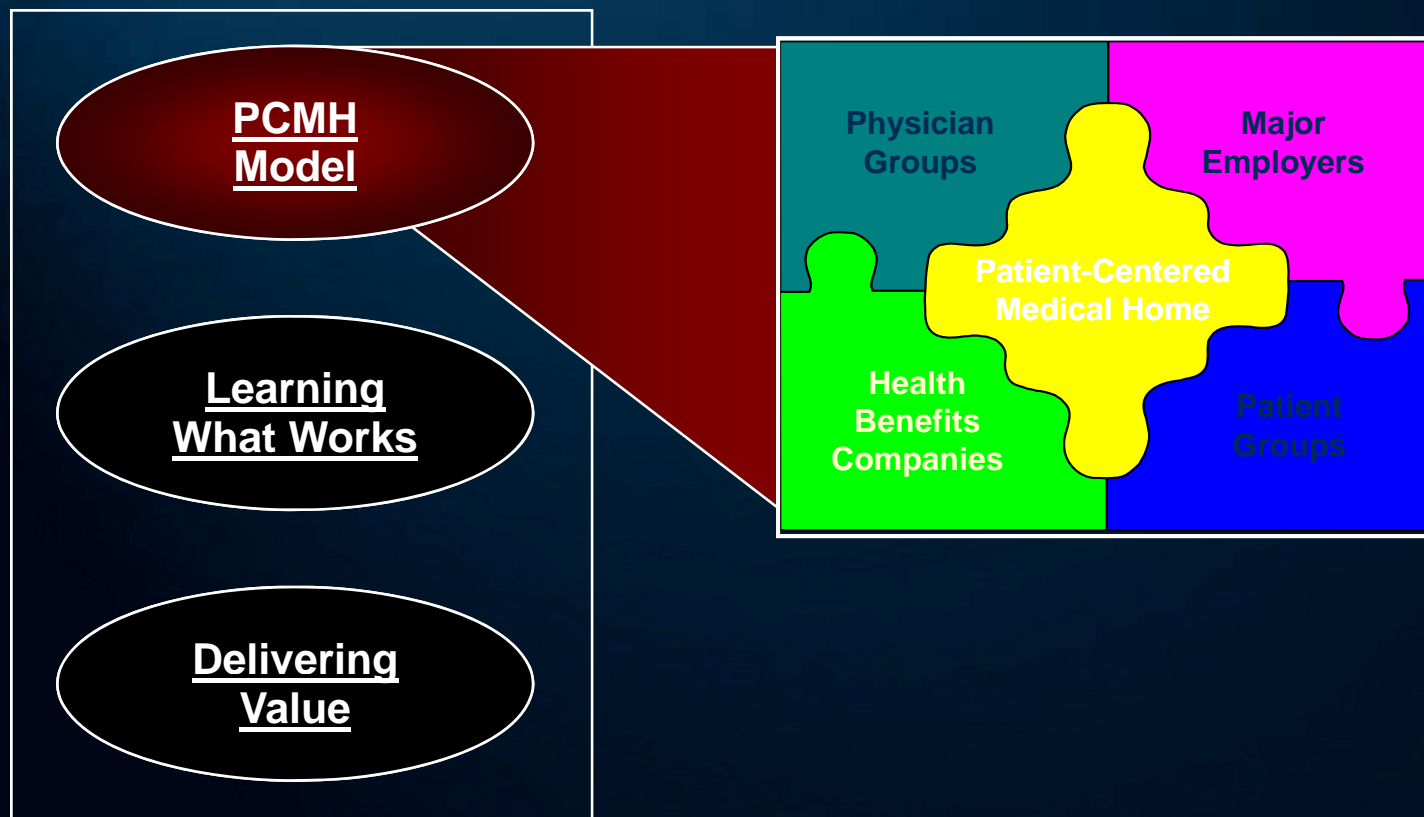 PCMH
Model
Learning
What Works
Delivering
Value
Physician
Groups
Major
Employers
Patient-Centered
Medical Home
Health
Benefits
Companies
Patient
Groups